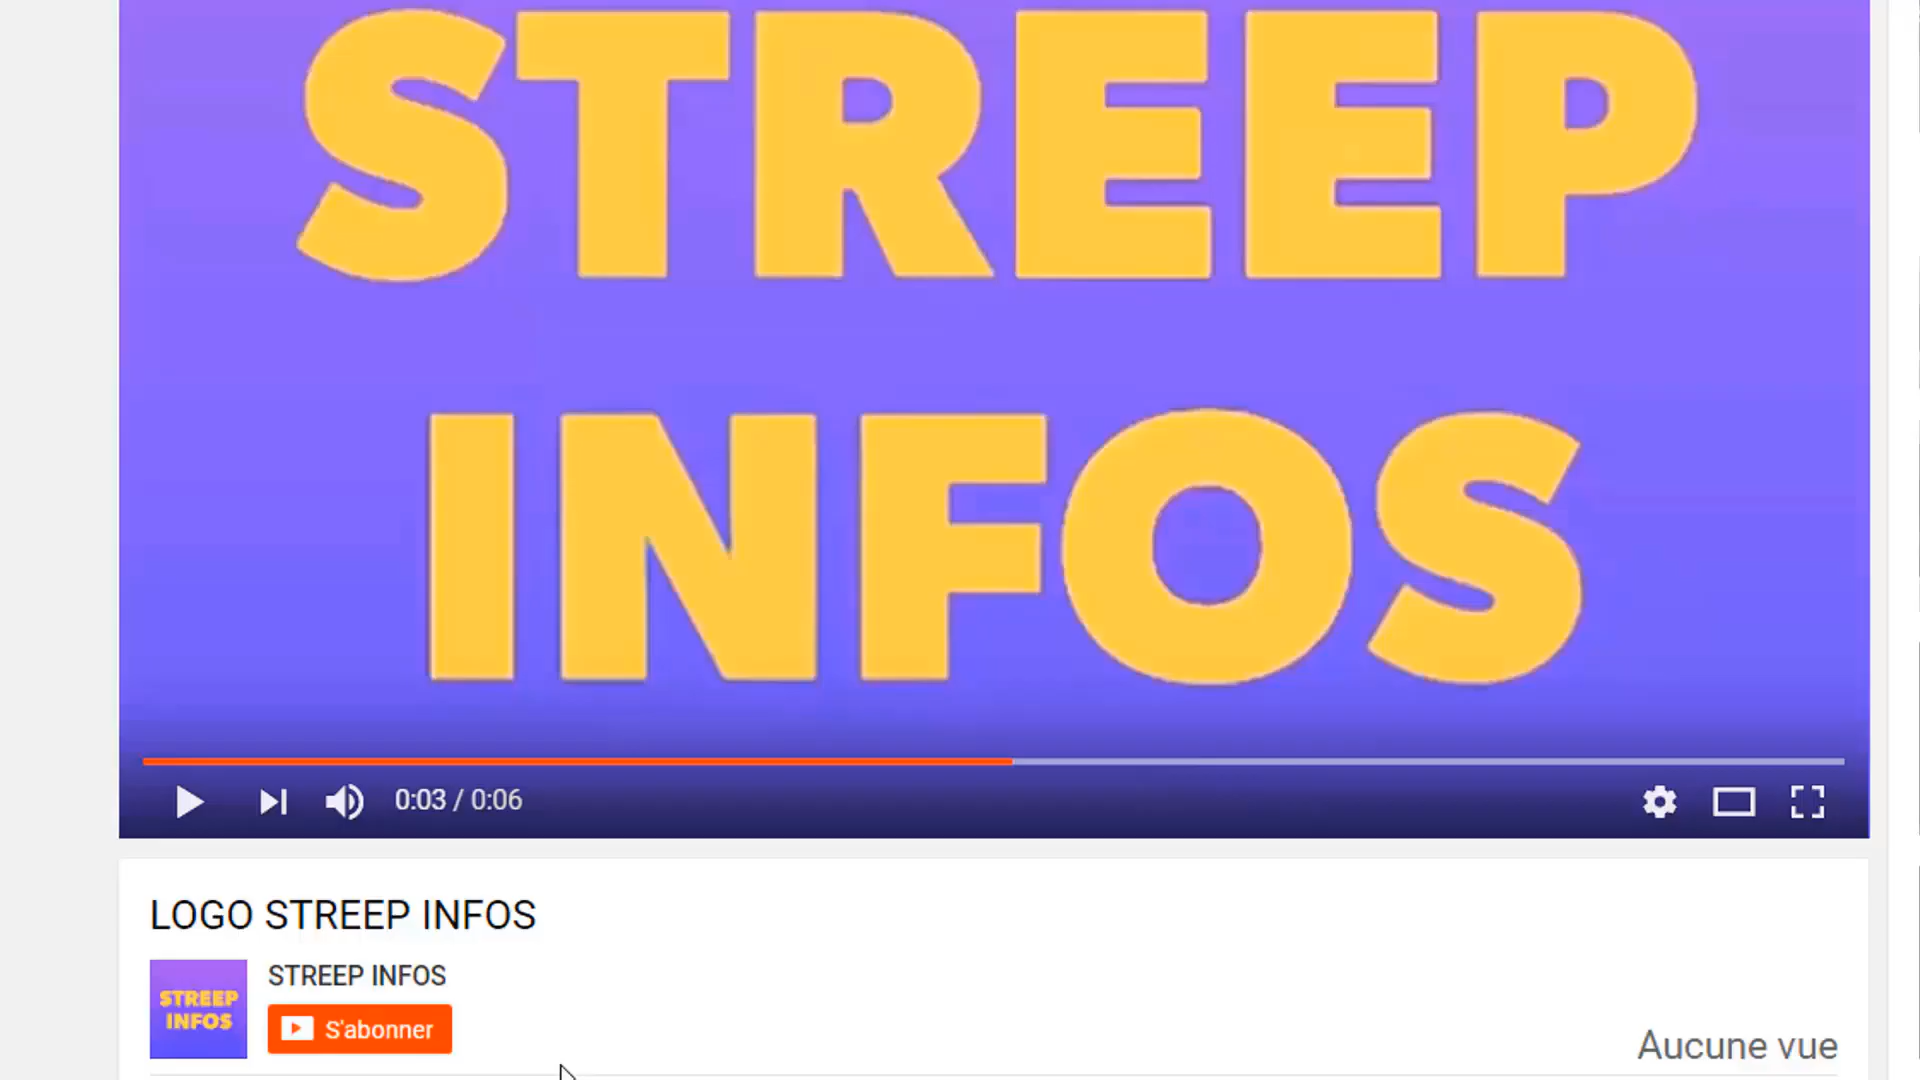 STREEP
INFOS
0:03 / 0:06
LOGO STREEP INFOS
STREEP INFOS
STREEP
INFOS
S'abonner
Aucune vue